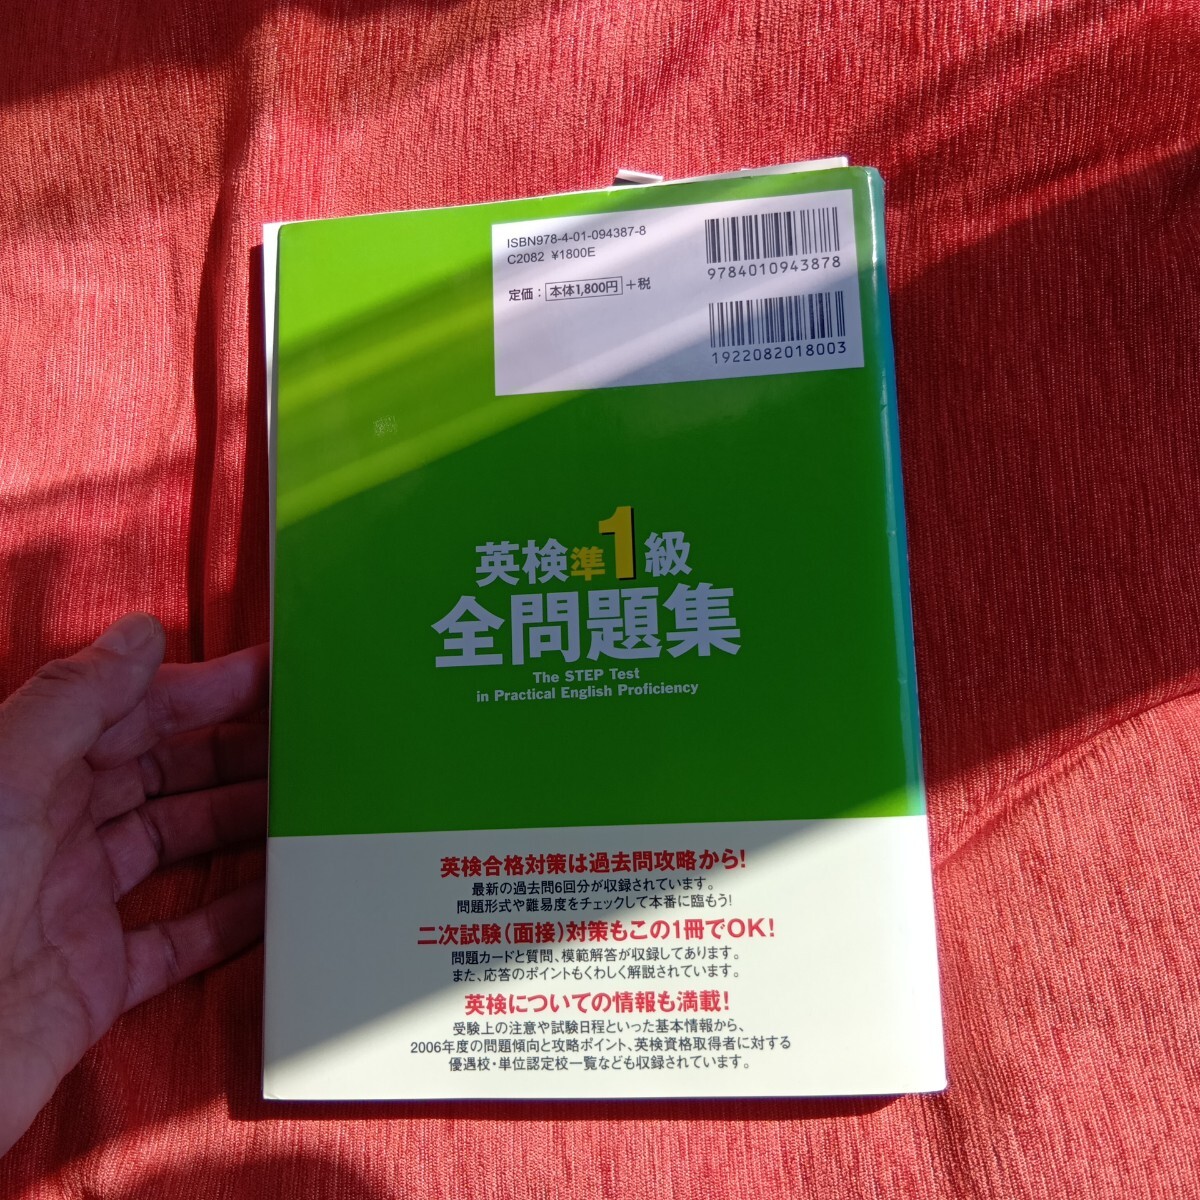 ISBN978-4-01-094387-8
C2082 ¥1800E
定価：本体1,800円＋税
9784010943878
1922082018003
英検準1級
全問題集
The STEP Test
in Practical English Proficiency
英検合格対策は過去問攻略から！
最新の過去問6回分が収録されています。
問題形式や難易度をチェックして本番に臨もう！
二次試験（面接）対策もこの1冊でOK！
問題カードと質問、模範解答が収録してあります。
また、応答のポイントもくわしく解説されています。
英検についての情報も満載！
受験上の注意や試験日程といった基本情報から、
2006年度の問題傾向と攻略ポイント、英検資格取得者に対する
優遇校・単位認定校一覧なども収録されています。